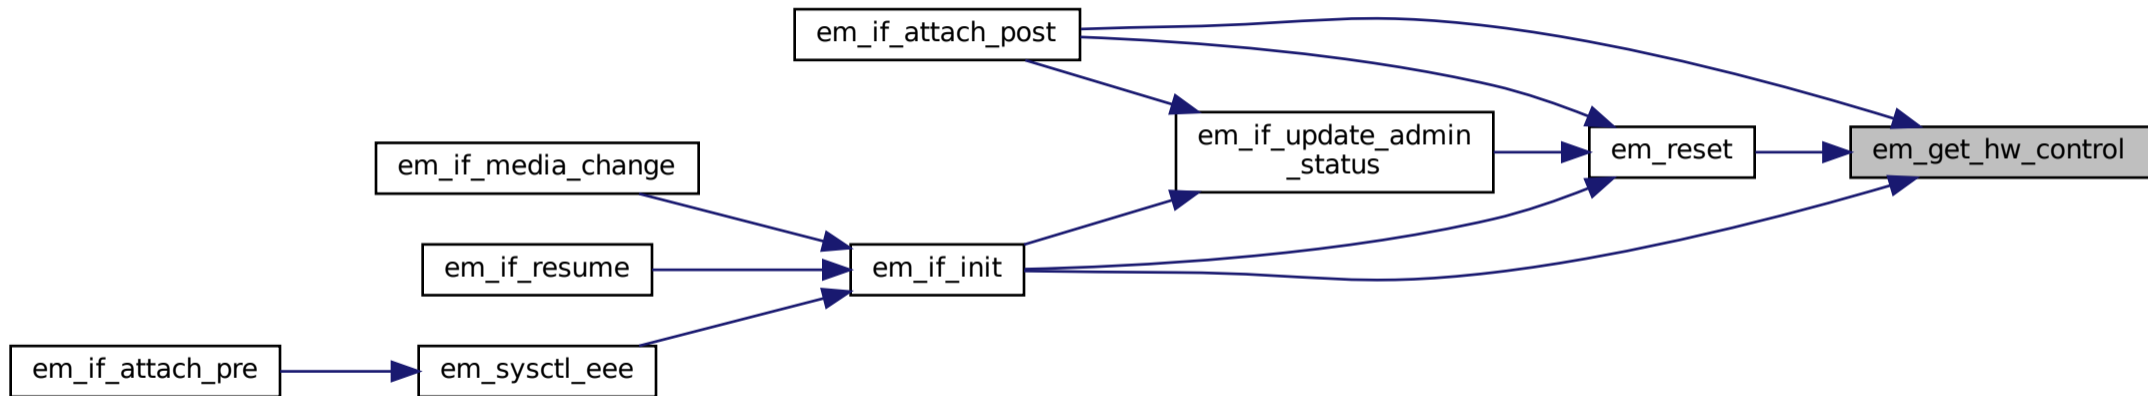 em_if_attach_post
em_if_update_admin
_status
em_reset
em_get_hw_control
em_if_media_change
em_if_resume
em_if_init
em_if_attach_pre
em_sysctl_eee